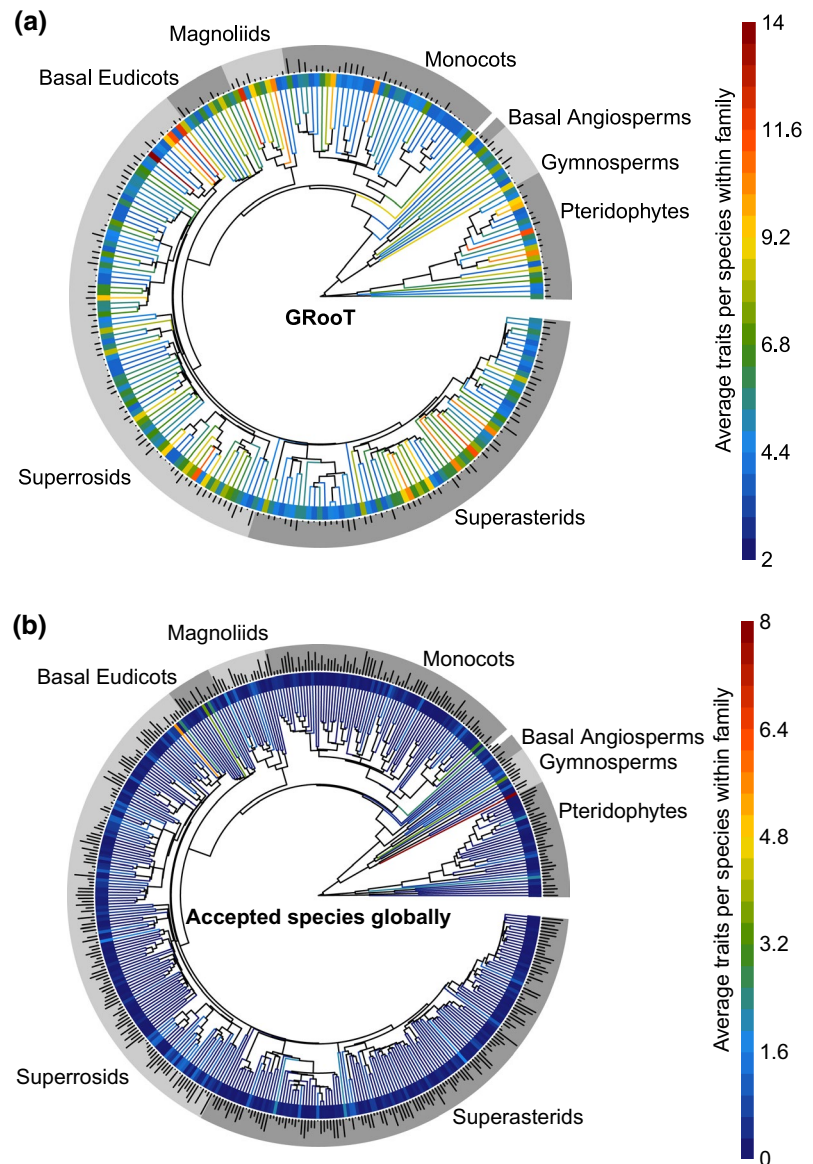 (a)
Magnoliids
Monocots
Basal Eudicots
Basal Angiosperms
Gymnosperms
Pteridophytes
GRooT
Superrosids
Superasterids
Average traits per species within family
14
11.6
9.2
6.8
4.4
2
(b)
Magnoliids
Monocots
Basal Eudicots
Basal Angiosperms
Gymnosperms
Pteridophytes
Accepted species globally
Superrosids
Superasterids
Average traits per species within family
8
6.4
4.8
3.2
1.6
0